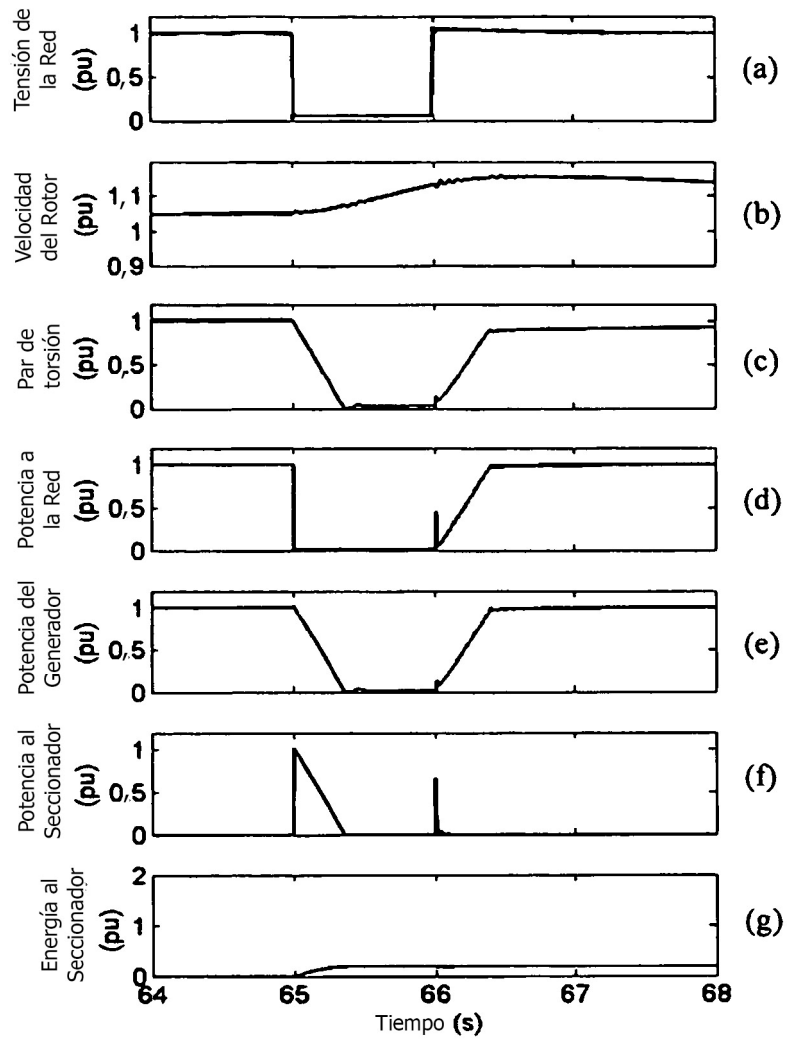 Tensión de
la Red
(pu)
1
0,5
0
(a)
Velocidad
del Rotor
(pu)
1,1
1
0,9
(b)
Par de
torsión
(pu)
1
0,5
0
(c)
Potencia a
la Red
(pu)
1
0,5
0
(d)
Potencia del
Generador
(pu)
1
0,5
0
(e)
Potencia al
Seccionador
(pu)
1
0,5
0
(f)
Energía al
Seccionador
(pu)
2
1
0
(g)
64
65
66
67
68
Tiempo (s)